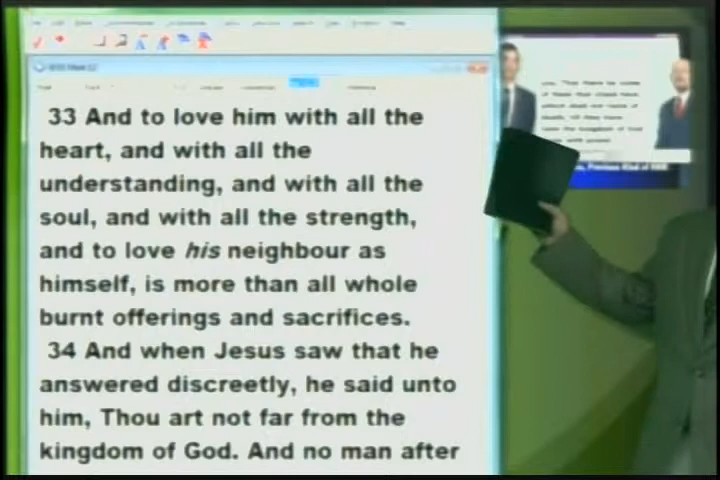 33 And to love him with all the
heart, and with all the
understanding, and with all the
soul, and with all the strength,
and to love his neighbour as
himself, is more than all whole
burnt offerings and sacrifices.
34 And when Jesus saw that he
answered discreetly, he said unto
him, Thou art not far from the
kingdom of God. And no man after